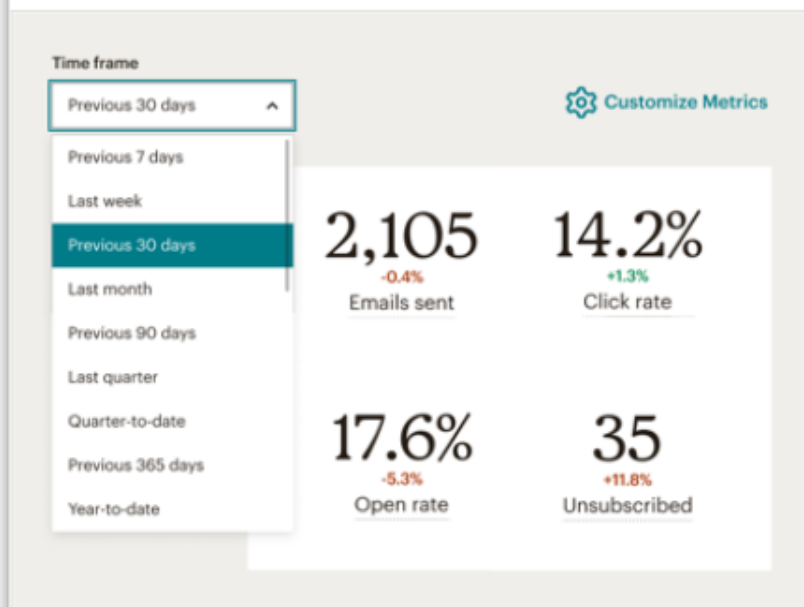 Time frame
Previous 30 days
Customize Metrics
Previous 7 days
Last week
Previous 30 days
Last month
Previous 90 days
Last quarter
Quarter-to-date
Previous 365 days
Year-to-date
2,105
-0.4%
Emails sent
14.2%
+1.3%
Click rate
17.6%
-5.3%
Open rate
35
+11.8%
Unsubscribed